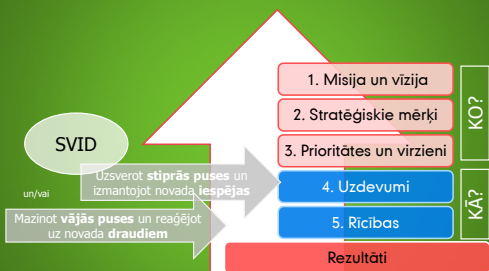 1. Misija un vīzija
2. Stratēģiskie mērķi
3. Prioritātes un virzieni
KO?
SVID
Uzsverot stiprās puses un
izmantojot novada iespējas
4. Uzdevumi
un/vai
KĀ?
Mazinot vājās puses un reaģējot
uz novada draudiem
5. Rīcības
Rezultāti